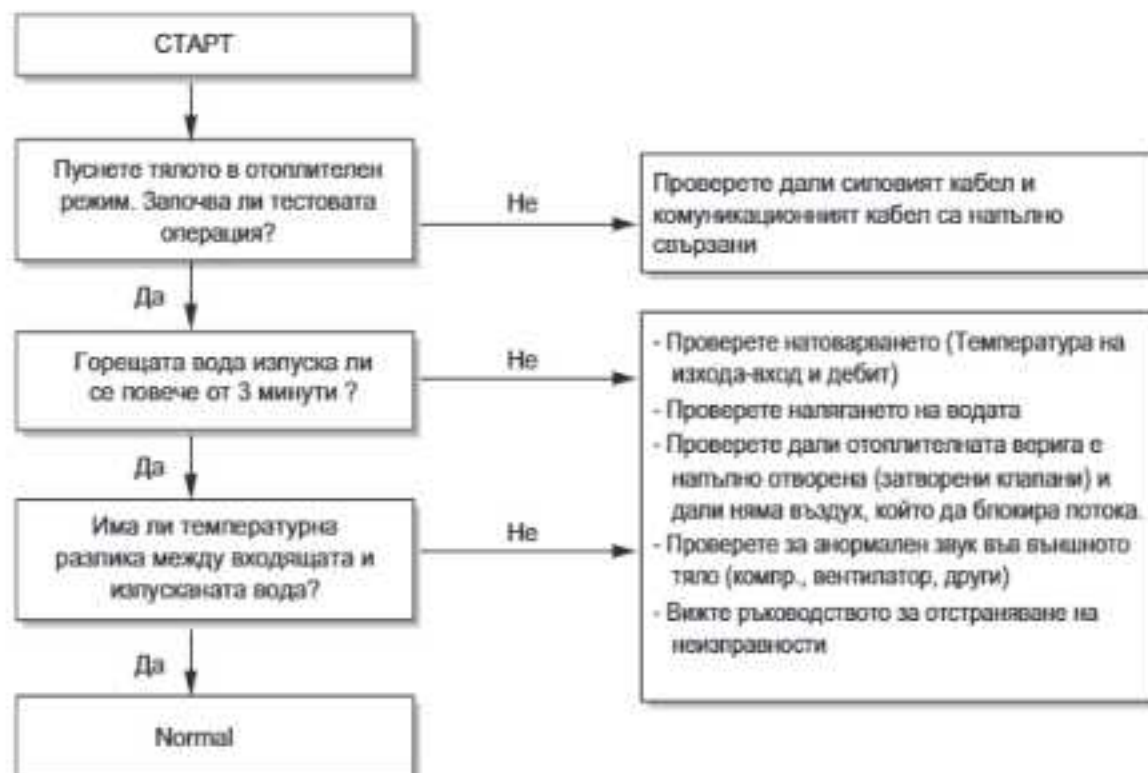 СТАРТ
Пуснете тялото в отоплителен
режим. Започва ли тестовата
операция?
Не
Проверете дали силовият кабел и
комуникационният кабел са напълно
свързани
Да
Горещата вода изпуска ли
се повече от 3 минути ?
Не
- Проверете натоварването (Температура на
изхода-вход и дебит)
- Проверете налягането на водата
- Проверете дали отоплителната верига е
напълно отворена (затворени клапани) и
дали няма въздух, който да блокира потока.
- Проверете за анормален звук във външното
тяло (компр., вентилатор, други)
- Вижте ръководството за отстраняване на
неизправности
Да
Има ли температурна
разлика между входящата и
изпусканата вода?
Не
Да
Normal